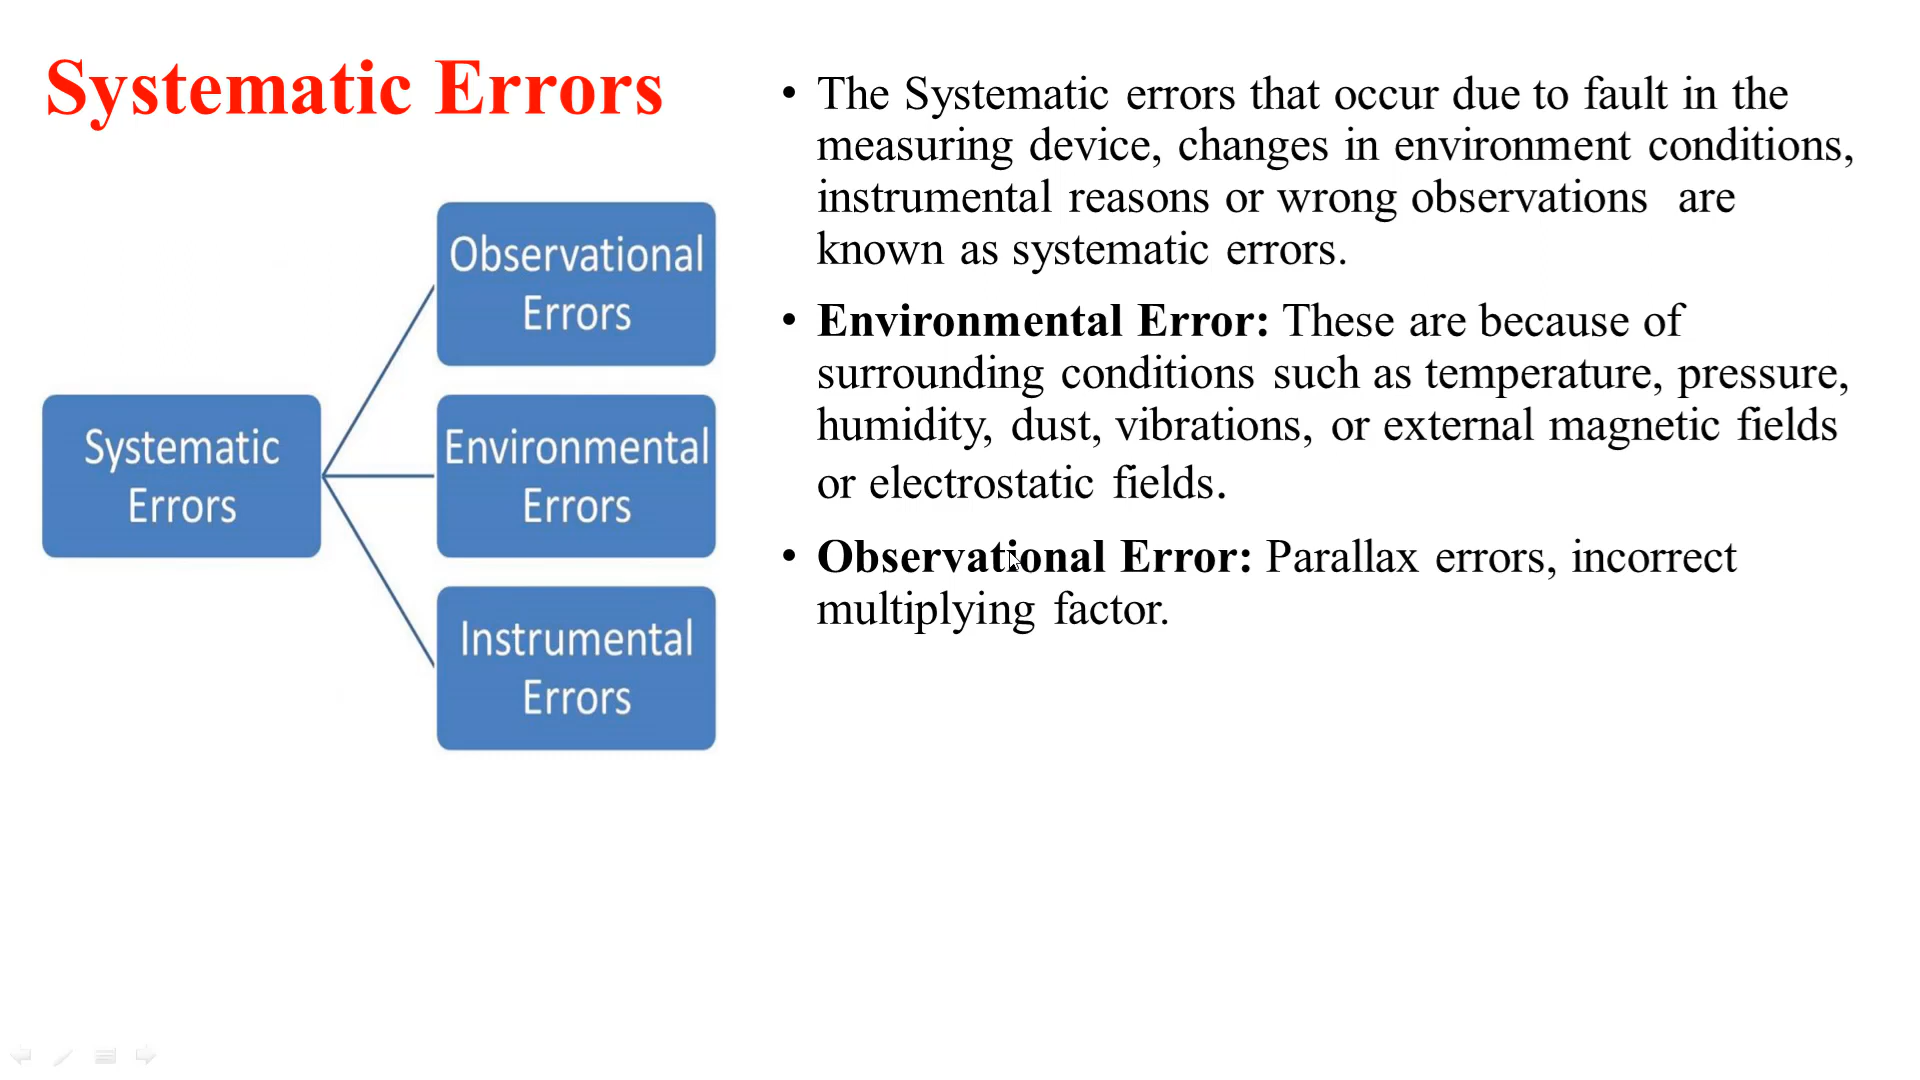 Systematic Errors
Observational
Errors
Systematic
Errors
Environmental
Errors
Instrumental
Errors
• The Systematic errors that occur due to fault in the
measuring device, changes in environment conditions,
instrumental reasons or wrong observations  are
known as systematic errors.
• Environmental Error: These are because of
surrounding conditions such as temperature, pressure,
humidity, dust, vibrations, or external magnetic fields
or electrostatic fields.
• Observational Error: Parallax errors, incorrect
multiplying factor.